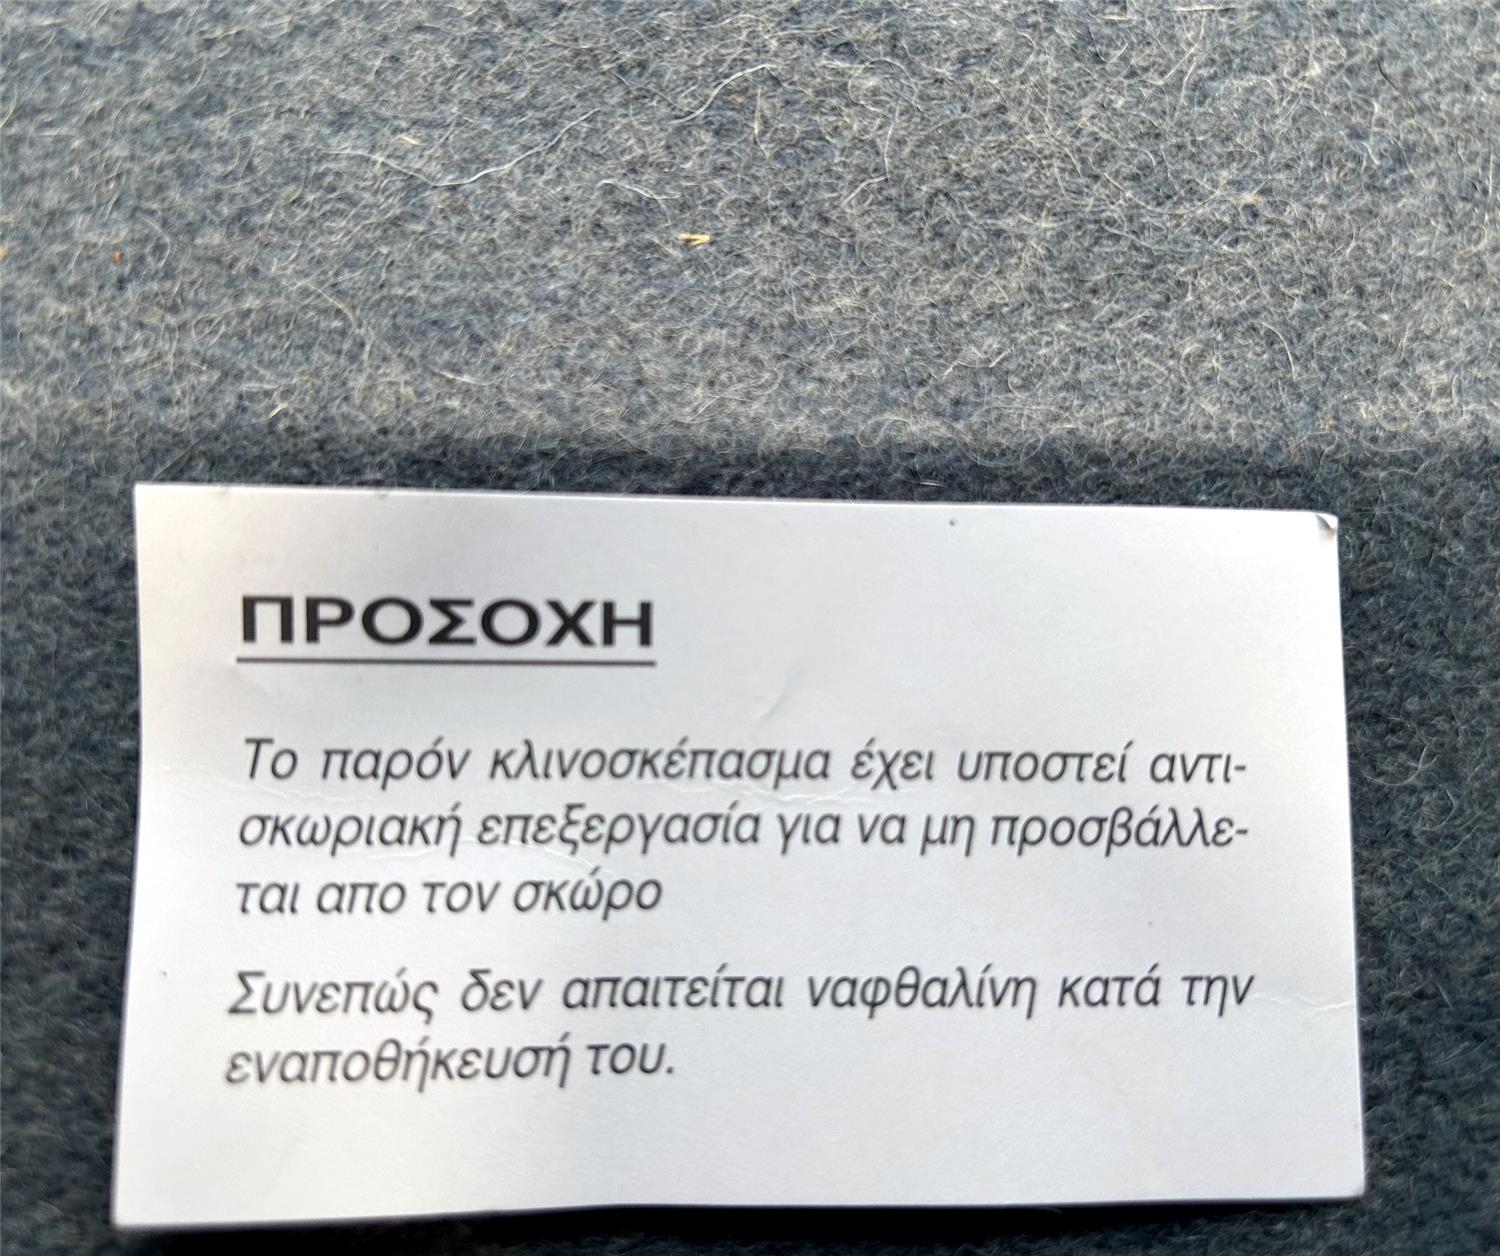 ΠΡΟΣΟΧΗ
Το παρόν κλινοσκέπασμα έχει υποστεί αντι-
σκωριακή επεξεργασία για να μη προσβάλλε-
ται απο τον σκώρο
Συνεπώς δεν απαιτείται ναφθαλίνη κατά την
εναποθήκευσή του.